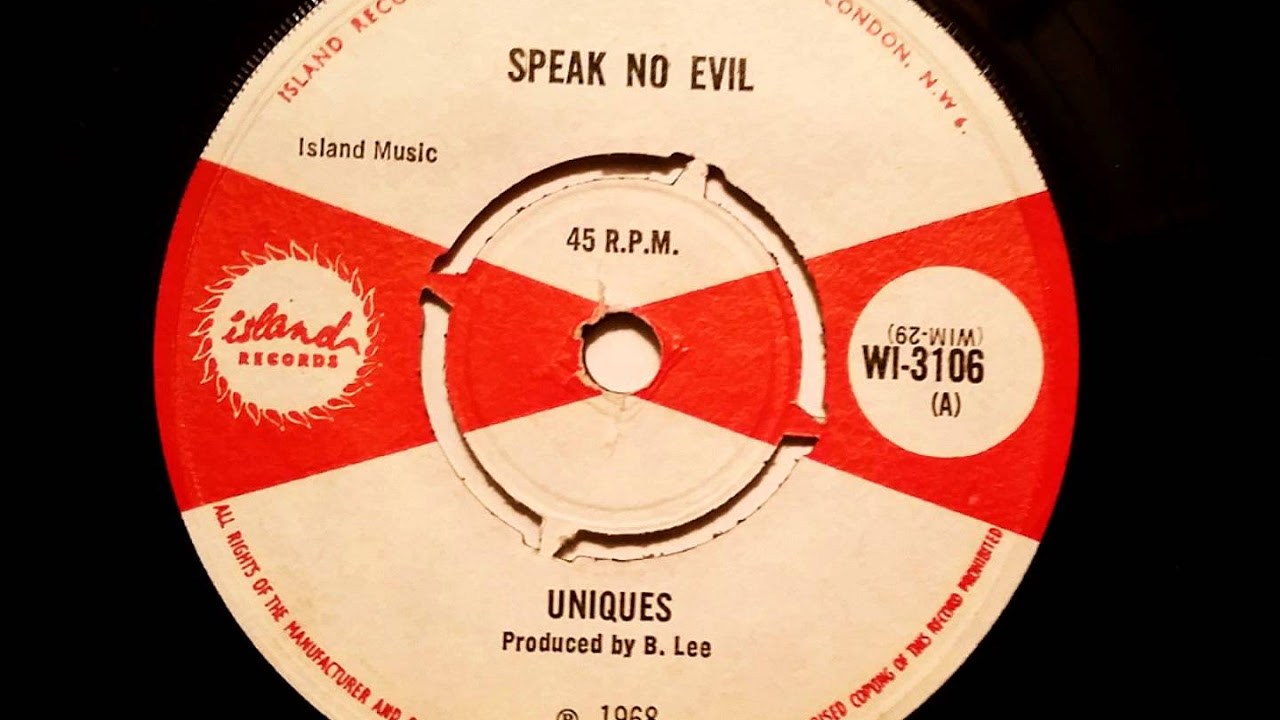 ISLAND RECO
LONDON, N.W 6.
SPEAK NO EVIL
Island Music
45 R.P.M.
island
RECORDS
(WIM-29)
WI-3106
(A)
UNIQUES
Produced by B. Lee
℗ 1968
ALL RIGHTS OF THE MANUFACTURER AND
COPYING OF THIS RECORD PROHIBITED